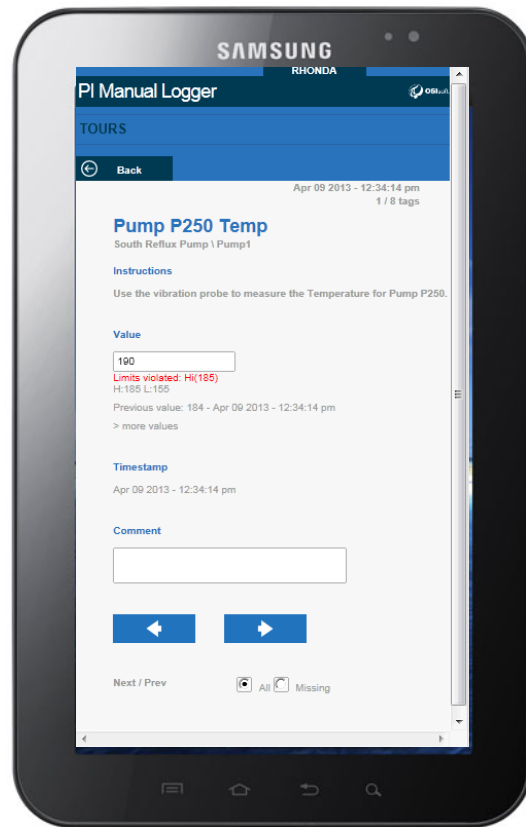 SAMSUNG
RHONDA
PI Manual Logger
OSIsoft.
TOURS
Back
Apr 09 2013 - 12:34:14 pm
1 / 8 tags
Pump P250 Temp
South Reflux Pump \ Pump1
Instructions
Use the vibration probe to measure the Temperature for Pump P250.
Value
190
Limits violated: Hi(185)
H:185 L:155
Previous value: 184 - Apr 09 2013 - 12:34:14 pm
> more values
Timestamp
Apr 09 2013 - 12:34:14 pm
Comment
Next / Prev
All Missing